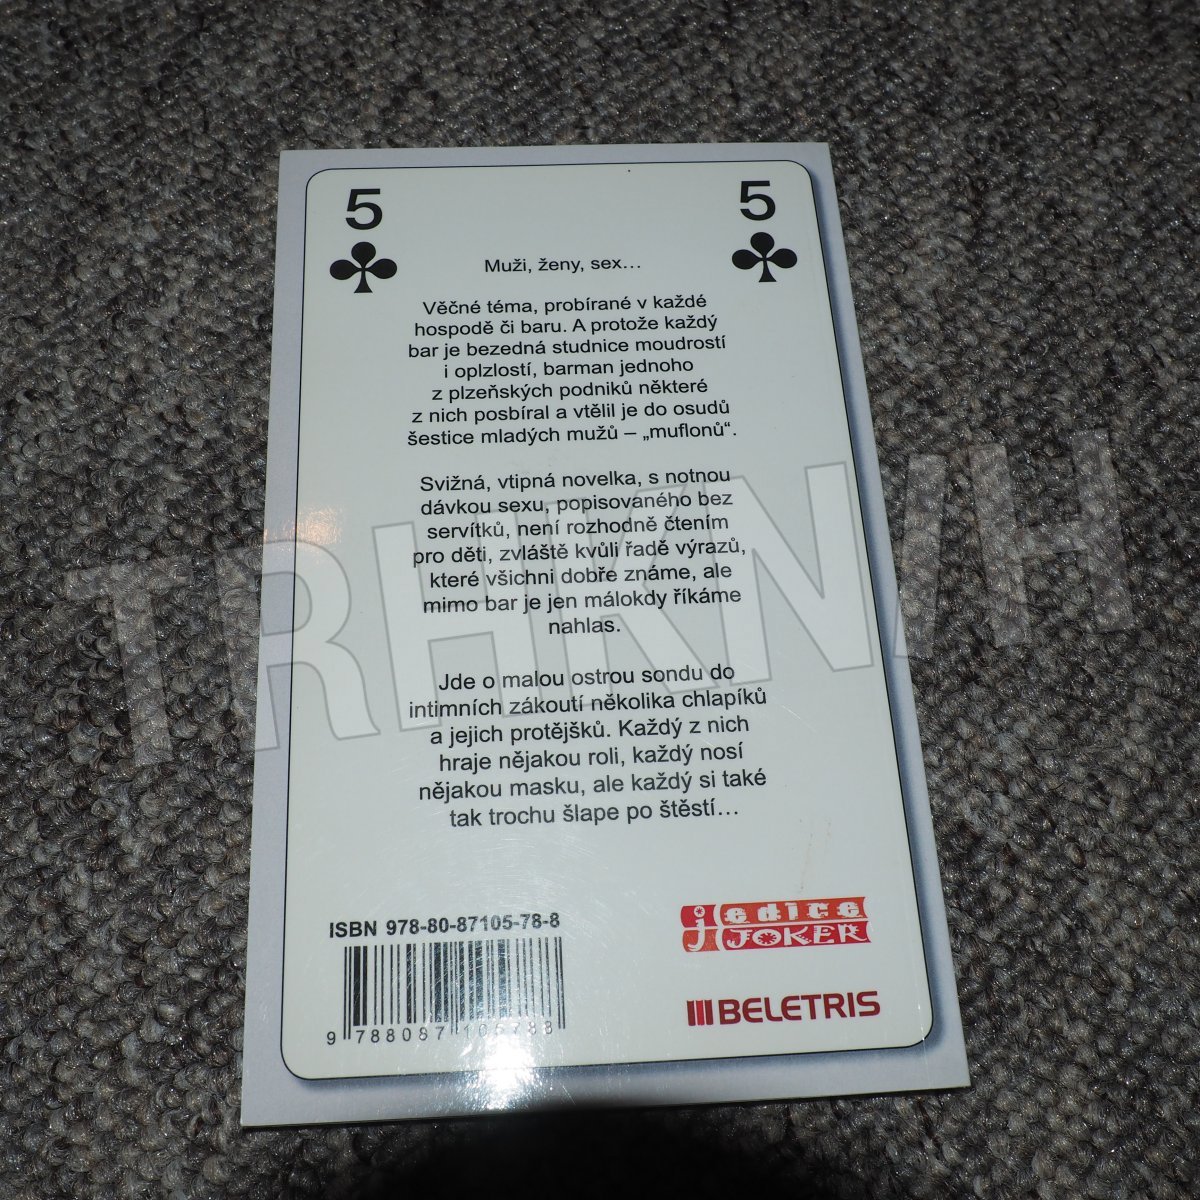 5
5
Muži, ženy, sex...
Věčné téma, probírané v každé
hospodě či baru. A protože každý
bar je bezedná studnice moudrostí
i oplzlostí, barman jednoho
z plzeňských podniků některé
z nich posbíral a vtělil je do osudů
šestice mladých mužů – „muflonů“.
Svižná, vtipná novelka, s notnou
dávkou sexu, popisovaného bez
servítků, není rozhodně čtením
pro děti, zvláště kvůli řadě výrazů,
které všichni dobře známe, ale
mimo bar je jen málokdy říkáme
nahlas.
Jde o malou ostrou sondu do
intimních zákoutí několika chlapíků
a jejich protějšků. Každý z nich
hraje nějakou roli, každý nosí
nějakou masku, ale každý si také
tak trochu šlape po štěstí...
ISBN 978-80-87105-78-8
9 788087 105788
edice
JOKER
BELETRIS
TRHKNIH